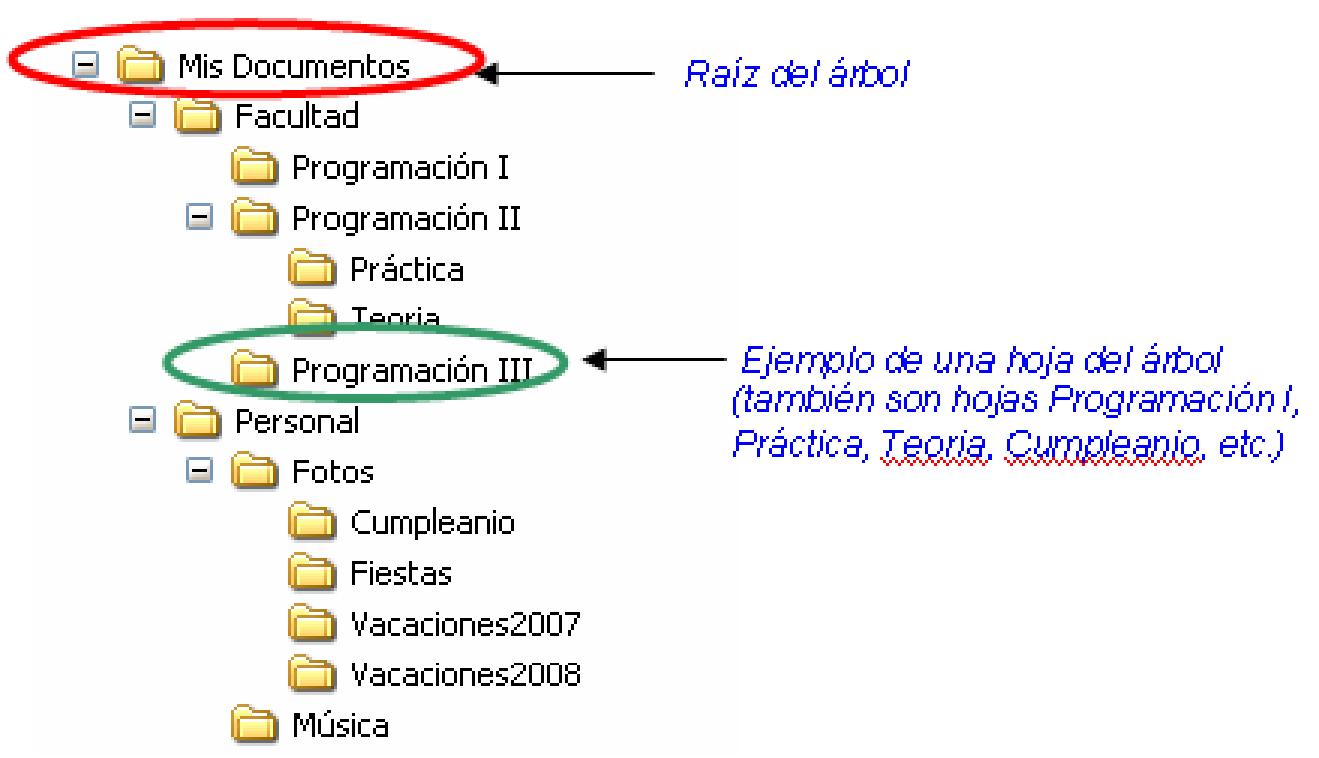 Mis Documentos
Raíz del árbol
Facultad
Programación I
Programación II
Práctica
Teoria
Programación III
Ejemplo de una hoja del árbol
(también son hojas Programación I,
Práctica, Teoria, Cumpleanio, etc.)
Personal
Fotos
Cumpleanio
Fiestas
Vacaciones2007
Vacaciones2008
Música